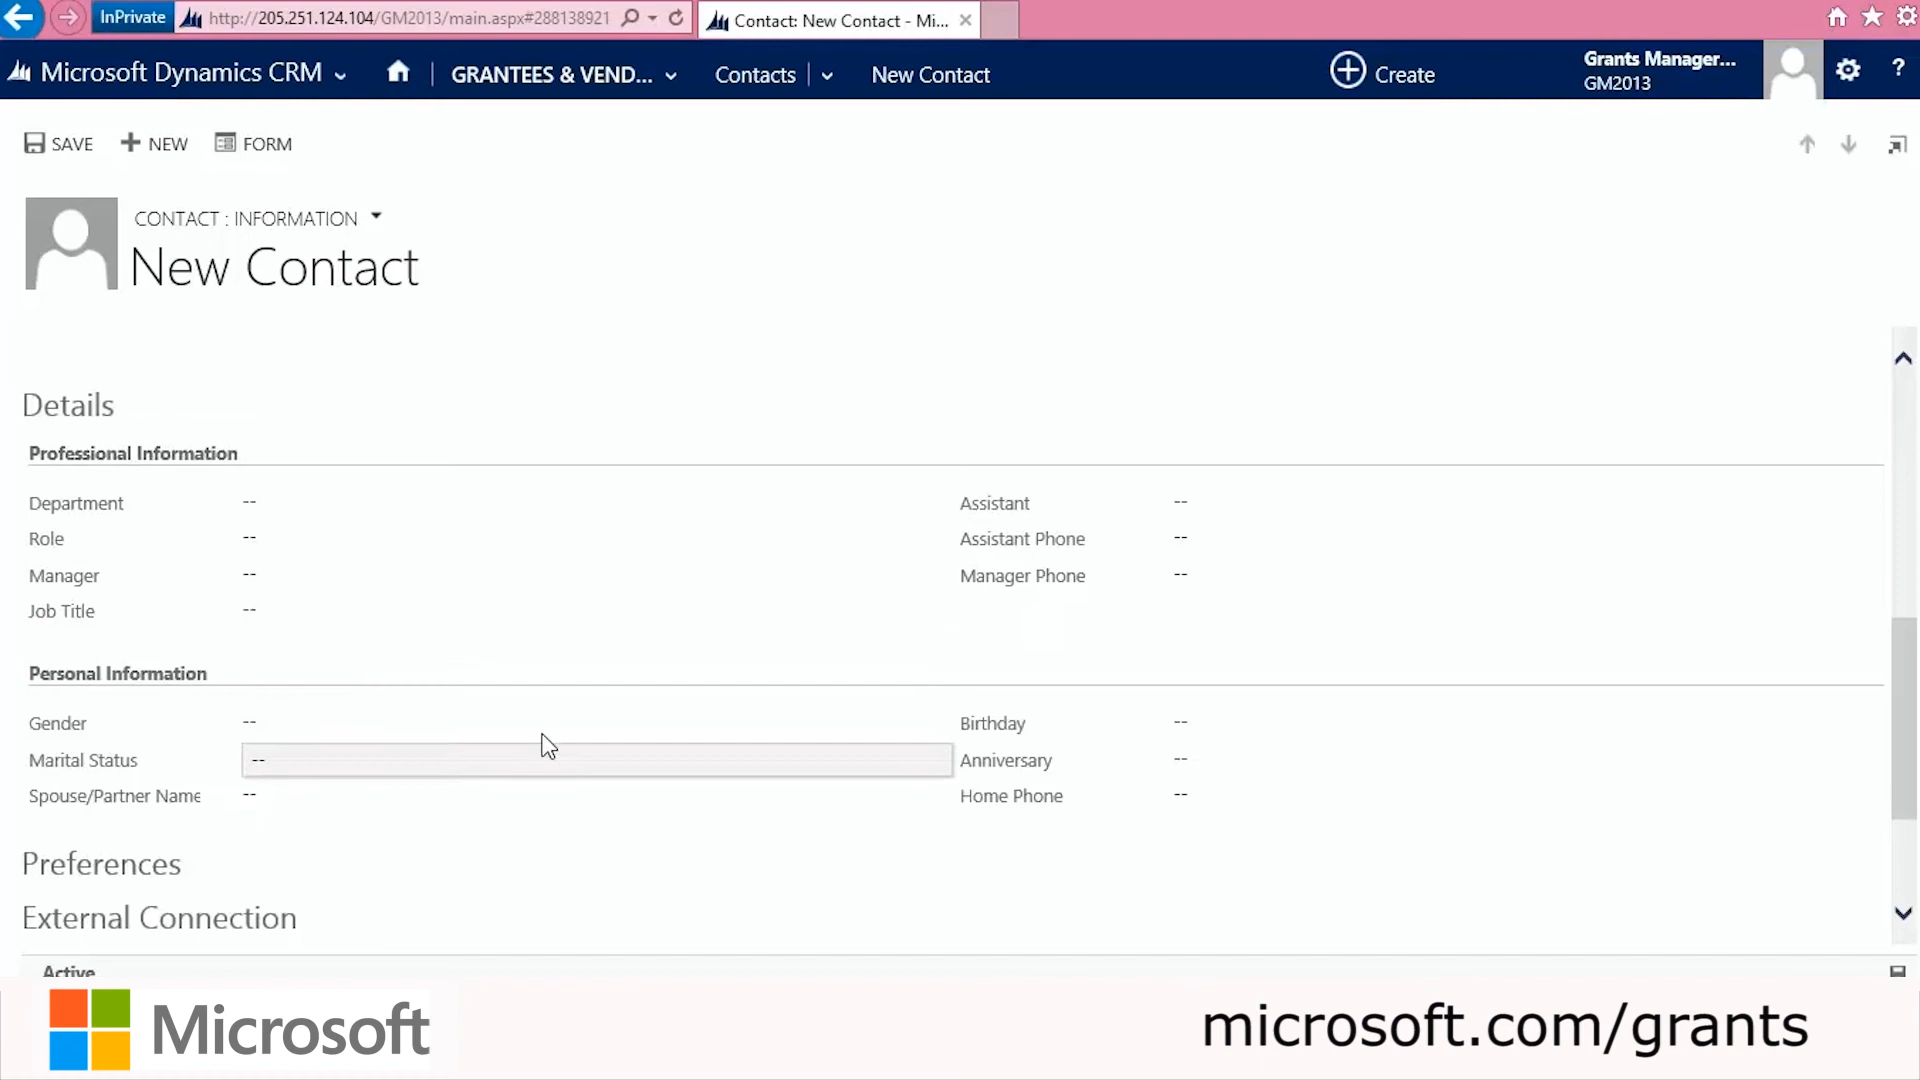 InPrivate http://205.251.124.104/GM2013/main.aspx#288138921 Contact: New Contact - Mi...
Microsoft Dynamics CRM GRANTEES & VEND... Contacts New Contact Create Grants Manager... ?
GM2013
SAVE NEW FORM
CONTACT : INFORMATION
New Contact
Details
Professional Information
Department -- Assistant --
Role -- Assistant Phone --
Manager -- Manager Phone --
Job Title --
Personal Information
Gender -- Birthday --
Marital Status -- Anniversary --
Spouse/Partner Name -- Home Phone --
Preferences
External Connection
Active
Microsoft microsoft.com/grants